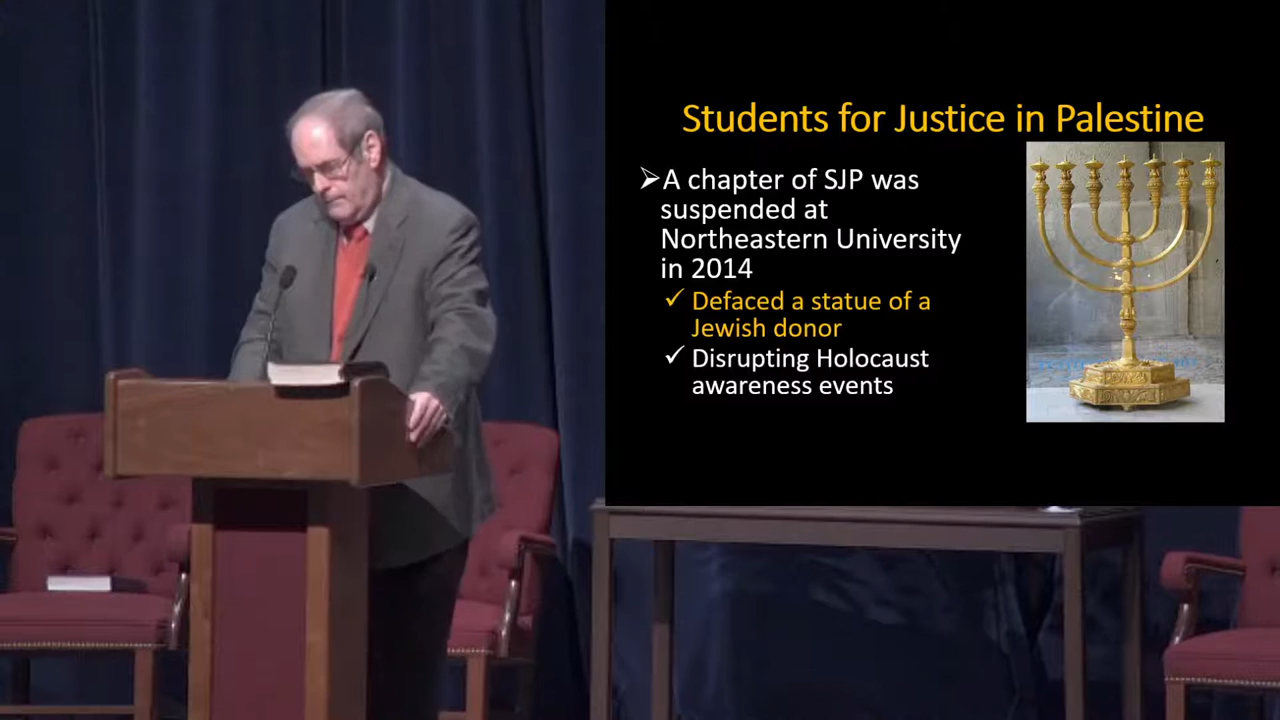 Students for Justice in Palestine
A chapter of SJP was
suspended at
Northeastern University
in 2014
Defaced a statue of a
Jewish donor
Disrupting Holocaust
awareness events